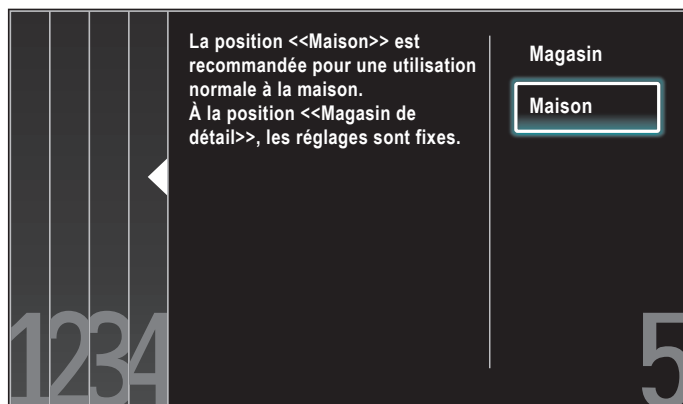 La position <<Maison>> est
recommandée pour une utilisation
normale à la maison.
À la position <<Magasin de
détail>>, les réglages sont fixes.
Magasin
Maison
1234
5